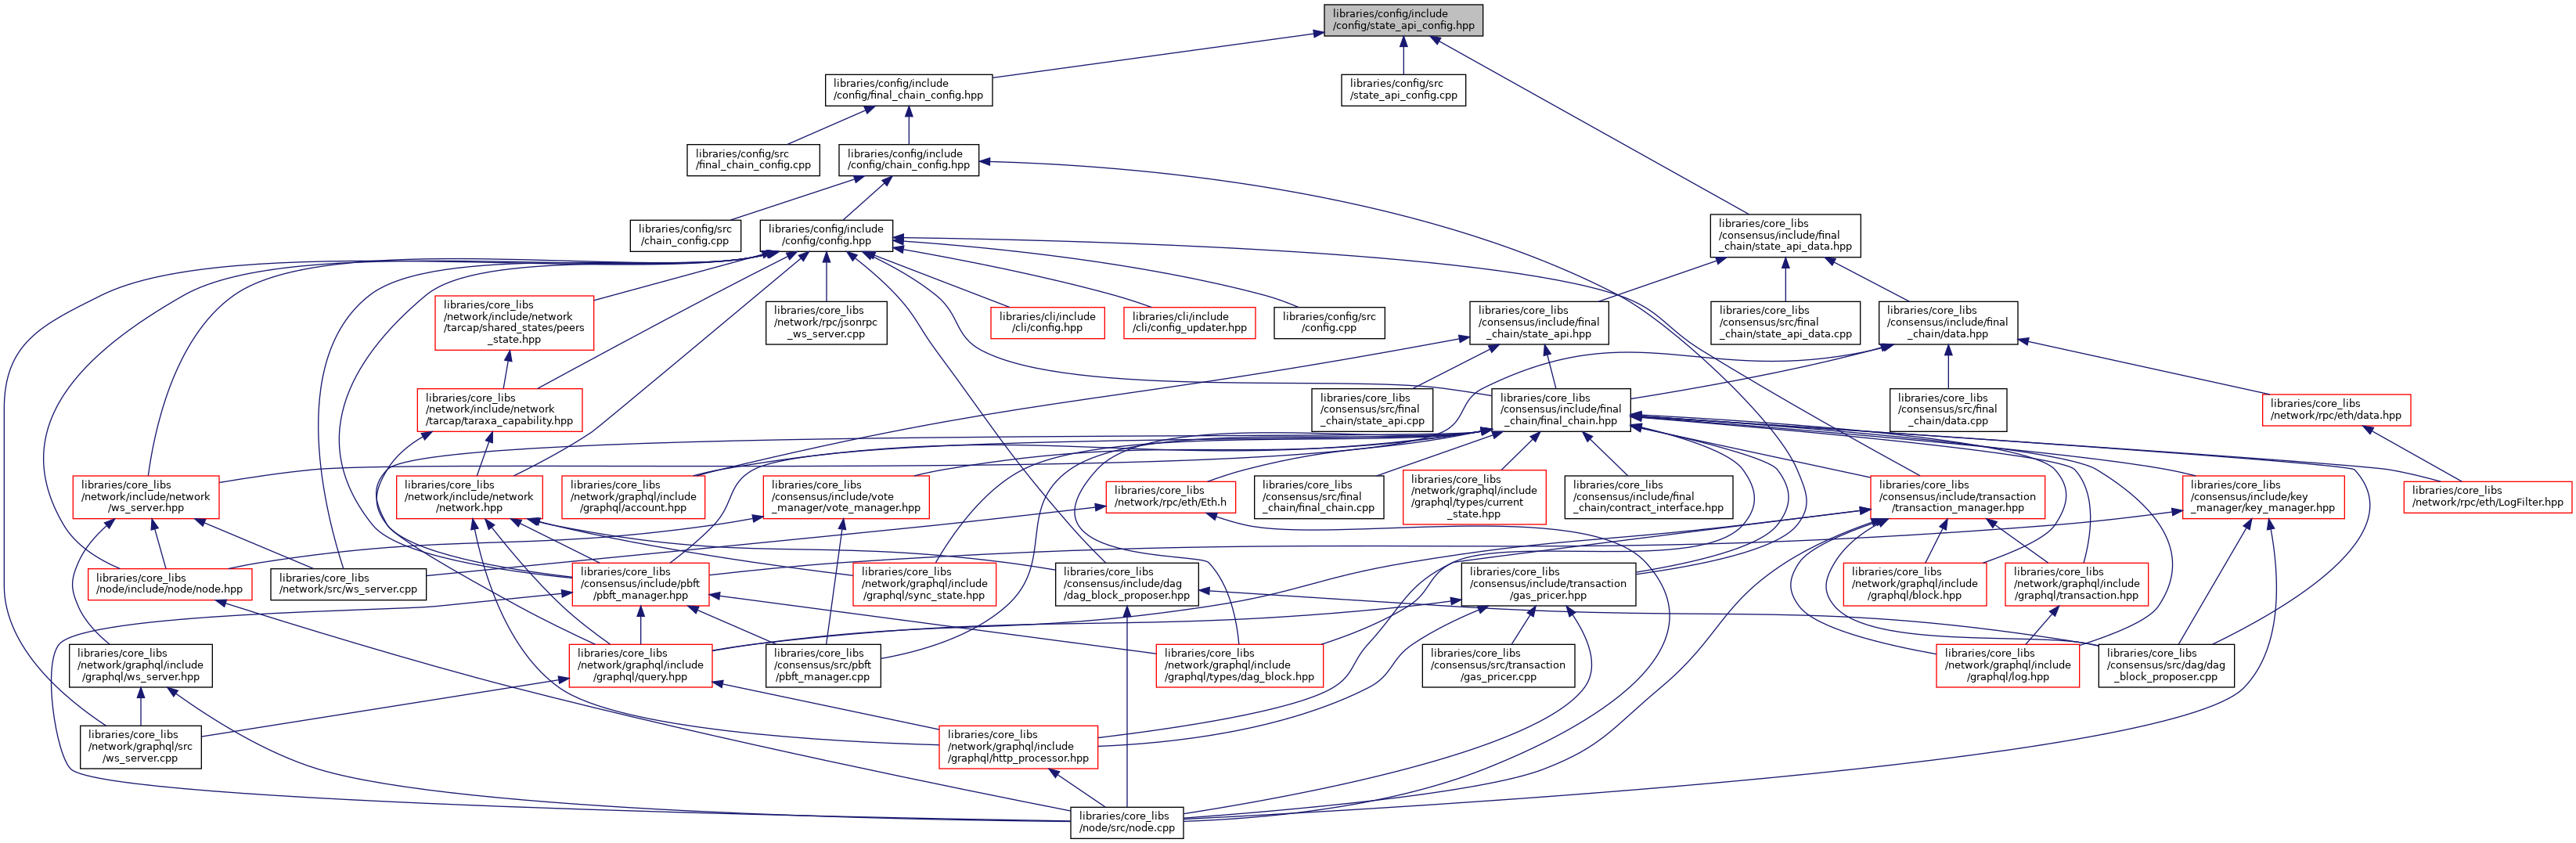 libraries/config/include
/config/state_api_config.hpp
libraries/config/include
/config/final_chain_config.hpp
libraries/config/src
/state_api_config.cpp
libraries/config/src
/final_chain_config.cpp
libraries/config/include
/config/chain_config.hpp
libraries/config/src
/chain_config.cpp
libraries/config/include
/config/config.hpp
libraries/core_libs
/consensus/include/final
_chain/state_api_data.hpp
libraries/core_libs
/network/include/network
/tarcap/shared_states/peers
_state.hpp
libraries/core_libs
/network/rpc/jsonrpc
_ws_server.cpp
libraries/cli/include
/cli/config.hpp
libraries/cli/include
/cli/config_updater.hpp
libraries/config/src
/config.cpp
libraries/core_libs
/consensus/include/final
_chain/state_api.hpp
libraries/core_libs
/consensus/src/final
_chain/state_api_data.cpp
libraries/core_libs
/consensus/include/final
_chain/data.hpp
libraries/core_libs
/network/include/network
/tarcap/taraxa_capability.hpp
libraries/core_libs
/consensus/src/final
_chain/state_api.cpp
libraries/core_libs
/consensus/include/final
_chain/final_chain.hpp
libraries/core_libs
/consensus/src/final
_chain/data.cpp
libraries/core_libs
/network/rpc/eth/data.hpp
libraries/core_libs
/network/include/network
/ws_server.hpp
libraries/core_libs
/network/include/network
/network.hpp
libraries/core_libs
/network/graphql/include
/graphql/account.hpp
libraries/core_libs
/consensus/include/vote
_manager/vote_manager.hpp
libraries/core_libs
/network/rpc/eth/Eth.h
libraries/core_libs
/consensus/src/final
_chain/final_chain.cpp
libraries/core_libs
/network/graphql/include
/graphql/types/current
_state.hpp
libraries/core_libs
/consensus/include/final
_chain/contract_interface.hpp
libraries/core_libs
/consensus/include/transaction
/transaction_manager.hpp
libraries/core_libs
/consensus/include/key
_manager/key_manager.hpp
libraries/core_libs
/network/rpc/eth/LogFilter.hpp
libraries/core_libs
/node/include/node/node.hpp
libraries/core_libs
/network/src/ws_server.cpp
libraries/core_libs
/consensus/include/pbft
/pbft_manager.hpp
libraries/core_libs
/network/graphql/include
/graphql/sync_state.hpp
libraries/core_libs
/consensus/include/dag
/dag_block_proposer.hpp
libraries/core_libs
/consensus/include/transaction
/gas_pricer.hpp
libraries/core_libs
/network/graphql/include
/graphql/block.hpp
libraries/core_libs
/network/graphql/include
/graphql/transaction.hpp
libraries/core_libs
/network/graphql/include
/graphql/ws_server.hpp
libraries/core_libs
/network/graphql/include
/graphql/query.hpp
libraries/core_libs
/consensus/src/pbft
/pbft_manager.cpp
libraries/core_libs
/network/graphql/include
/graphql/types/dag_block.hpp
libraries/core_libs
/consensus/src/transaction
/gas_pricer.cpp
libraries/core_libs
/network/graphql/include
/graphql/log.hpp
libraries/core_libs
/consensus/src/dag/dag
_block_proposer.cpp
libraries/core_libs
/network/graphql/src
/ws_server.cpp
libraries/core_libs
/network/graphql/include
/graphql/http_processor.hpp
libraries/core_libs
/node/src/node.cpp